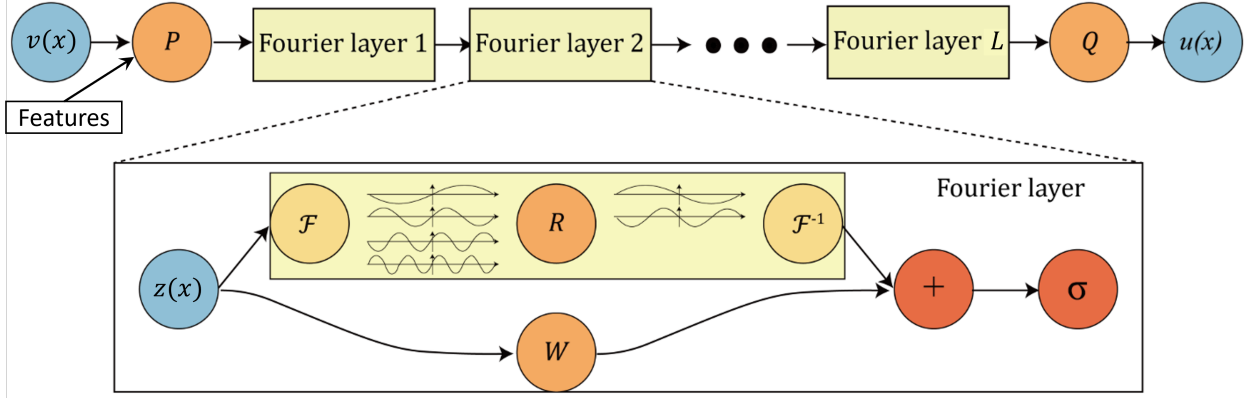 v(x)
P
Fourier layer 1
Fourier layer 2
Fourier layer L
Q
u(x)
Features
Fourier layer
ℱ
R
ℱ⁻¹
z(x)
+
σ
W